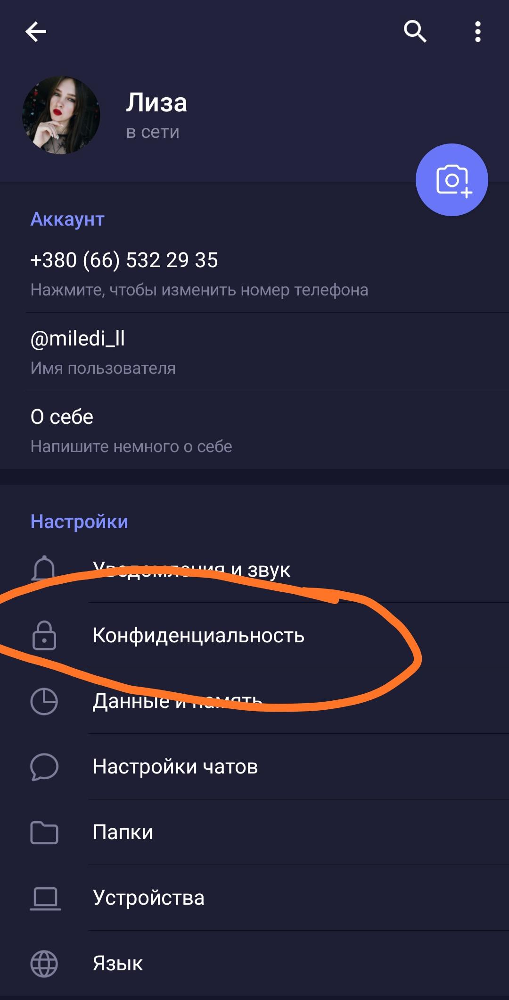 Лиза
в сети
Аккаунт
+380 (66) 532 29 35
Нажмите, чтобы изменить номер телефона
@miledi_ll
Имя пользователя
О себе
Напишите немного о себе
Настройки
Уведомления и звук
Конфиденциальность
Данные и память
Настройки чатов
Папки
Устройства
Язык